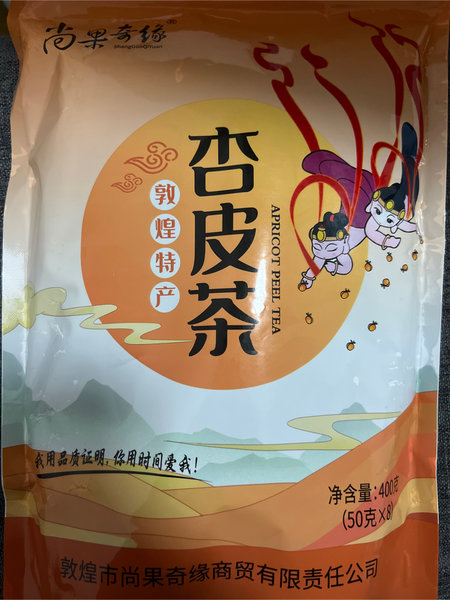 尚果奇缘®
ShangGuoQiYuan
杏皮茶
APRICOT PEEL TEA
敦煌特产
我用品质证明,你用时间爱我!
净含量:400克
(50克×8)
敦煌市尚果奇缘商贸有限责任公司